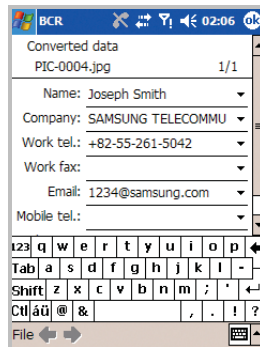 BCR 02:06 ok
Converted data
PIC-0004.jpg 1/1
Name: Joseph Smith
Company: SAMSUNG TELECOMMU
Work tel.: +82-55-261-5042
Work fax:
Email: 1234@samsung.com
Mobile tel.:
123 q w e r t y u i o p
Tab a s d f g h j k l -
Shift z x c v b n m ; '
Ctl áü @ & , . ! ?
File